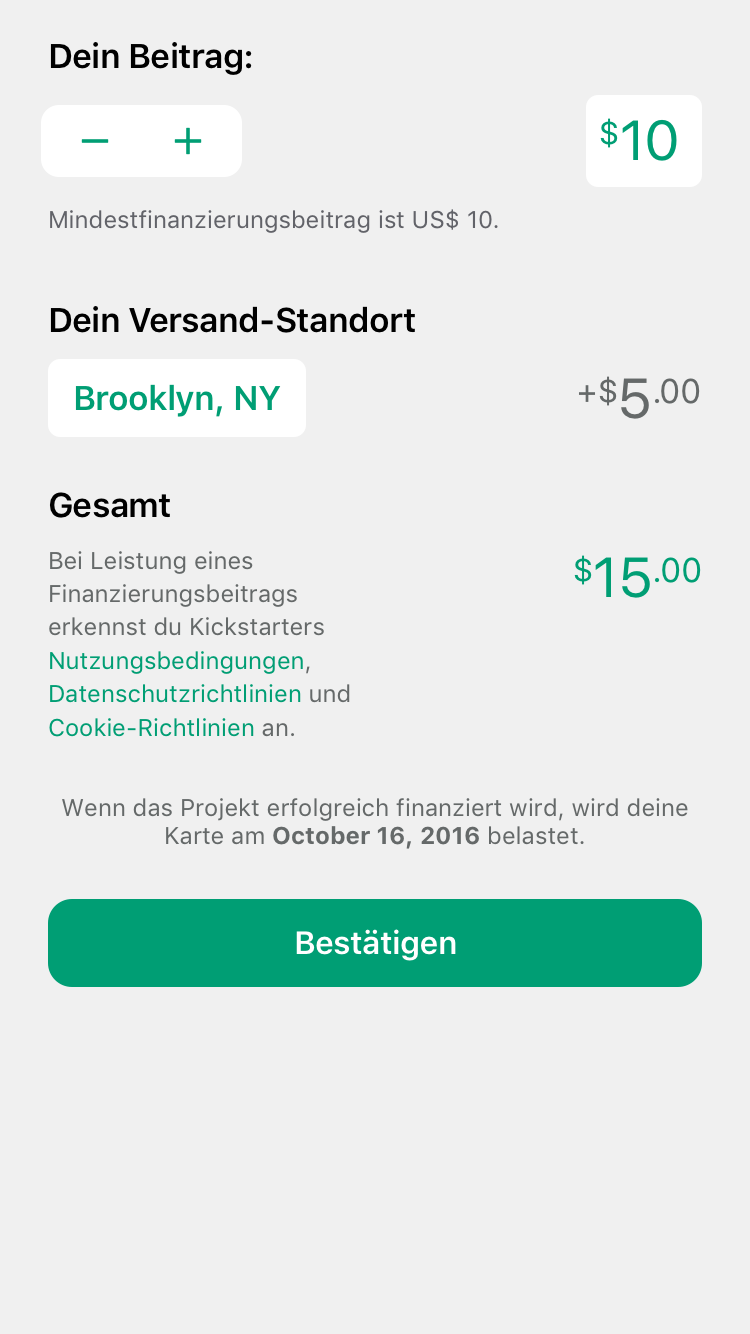 Dein Beitrag:
− +
$10
Mindestfinanzierungsbeitrag ist US$ 10.
Dein Versand-Standort
Brooklyn, NY
+$5.00
Gesamt
$15.00
Bei Leistung eines
Finanzierungsbeitrags
erkennst du Kickstarters
Nutzungsbedingungen,
Datenschutzrichtlinien und
Cookie-Richtlinien an.
Wenn das Projekt erfolgreich finanziert wird, wird deine
Karte am October 16, 2016 belastet.
Bestätigen